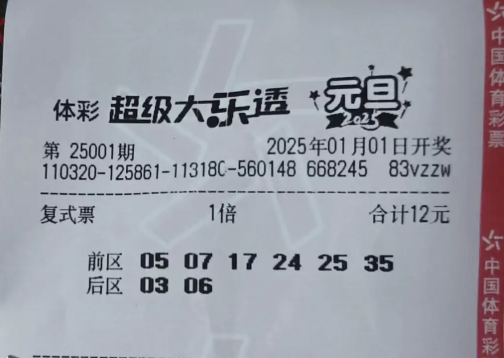 体彩 超级大乐透 元旦 2025
第 25001期 2025年01月01日开奖
110320-125861-11318C-560148 668245 83vzzw
复式票 1倍 合计12元
前区 05 07 17 24 25 35
后区 03 06
中国体育彩票
中国体育彩